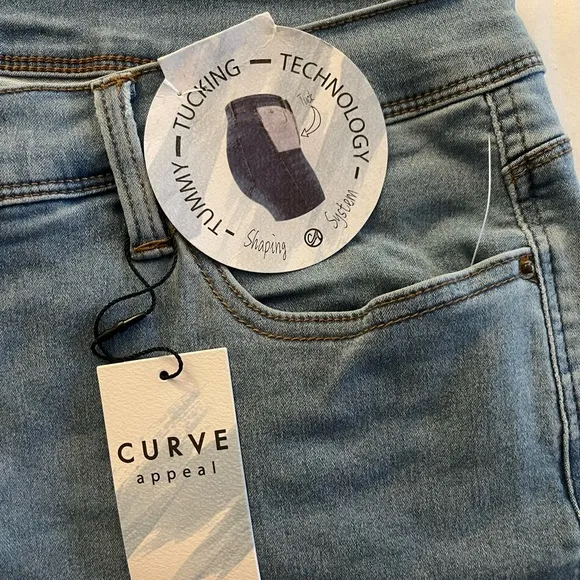 TUMMY — TUCKING — TECHNOLOGY —
Shaping
System
CURVE
appeal